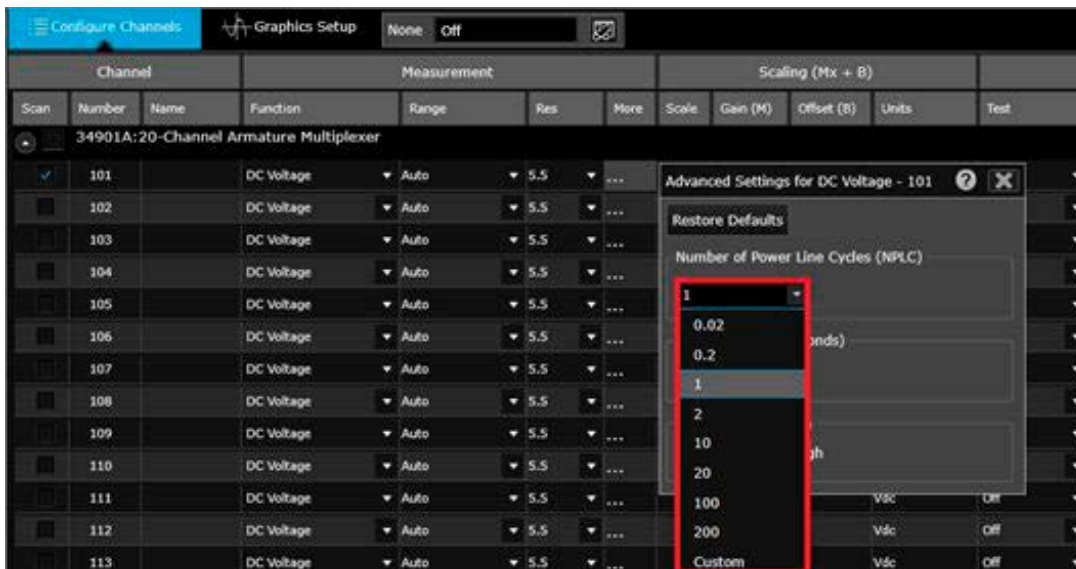 Configure Channels Graphics Setup None Off
Channel Measurement Scaling (Mx + B)
Scan Number Name Function Range Res More Scale Gain (M) Offset (B) Units Test
34901A:20-Channel Armature Multiplexer
101 DC Voltage Auto 5.5 ...
102 DC Voltage Auto 5.5 ...
103 DC Voltage Auto 5.5 ...
104 DC Voltage Auto 5.5 ...
105 DC Voltage Auto 5.5 ...
106 DC Voltage Auto 5.5 ...
107 DC Voltage Auto 5.5 ...
108 DC Voltage Auto 5.5 ...
109 DC Voltage Auto 5.5 ...
110 DC Voltage Auto 5.5 ...
111 DC Voltage Auto 5.5 ... Vdc Off
112 DC Voltage Auto 5.5 ... Vdc Off
113 DC Voltage Auto 5.5 ... Vdc Off
Advanced Settings for DC Voltage - 101 ?
Restore Defaults
Number of Power Line Cycles (NPLC)
1
0.02
onds)
0.2
1
2
10
gh
20
100
200
Custom